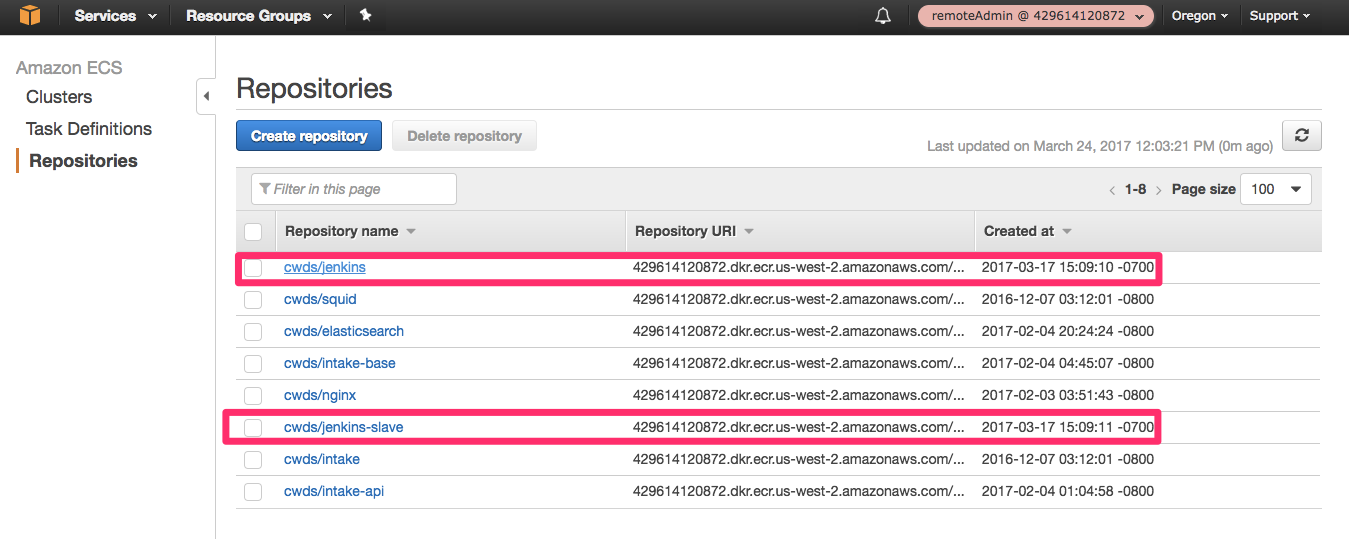 Services Resource Groups remoteAdmin @ 429614120872 Oregon Support
Amazon ECS
Clusters
Task Definitions
Repositories
Repositories
Create repository Delete repository
Last updated on March 24, 2017 12:03:21 PM (0m ago)
Filter in this page 1-8 Page size 100
Repository name Repository URI Created at
cwds/jenkins 429614120872.dkr.ecr.us-west-2.amazonaws.com/... 2017-03-17 15:09:10 -0700
cwds/squid 429614120872.dkr.ecr.us-west-2.amazonaws.com/... 2016-12-07 03:12:01 -0800
cwds/elasticsearch 429614120872.dkr.ecr.us-west-2.amazonaws.com/... 2017-02-04 20:24:24 -0800
cwds/intake-base 429614120872.dkr.ecr.us-west-2.amazonaws.com/... 2017-02-04 04:45:07 -0800
cwds/nginx 429614120872.dkr.ecr.us-west-2.amazonaws.com/... 2017-02-03 03:51:43 -0800
cwds/jenkins-slave 429614120872.dkr.ecr.us-west-2.amazonaws.com/... 2017-03-17 15:09:11 -0700
cwds/intake 429614120872.dkr.ecr.us-west-2.amazonaws.com/... 2016-12-07 03:12:01 -0800
cwds/intake-api 429614120872.dkr.ecr.us-west-2.amazonaws.com/... 2017-02-04 01:04:58 -0800